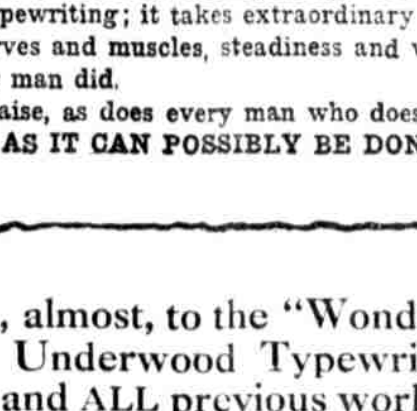 pewriting; it takes extraordinary
rves and muscles, steadiness and
man did.
aise, as does every man who does
AS IT CAN POSSIBLY BE DON
, almost, to the "Wond
Underwood Typewri
and ALL previous worl